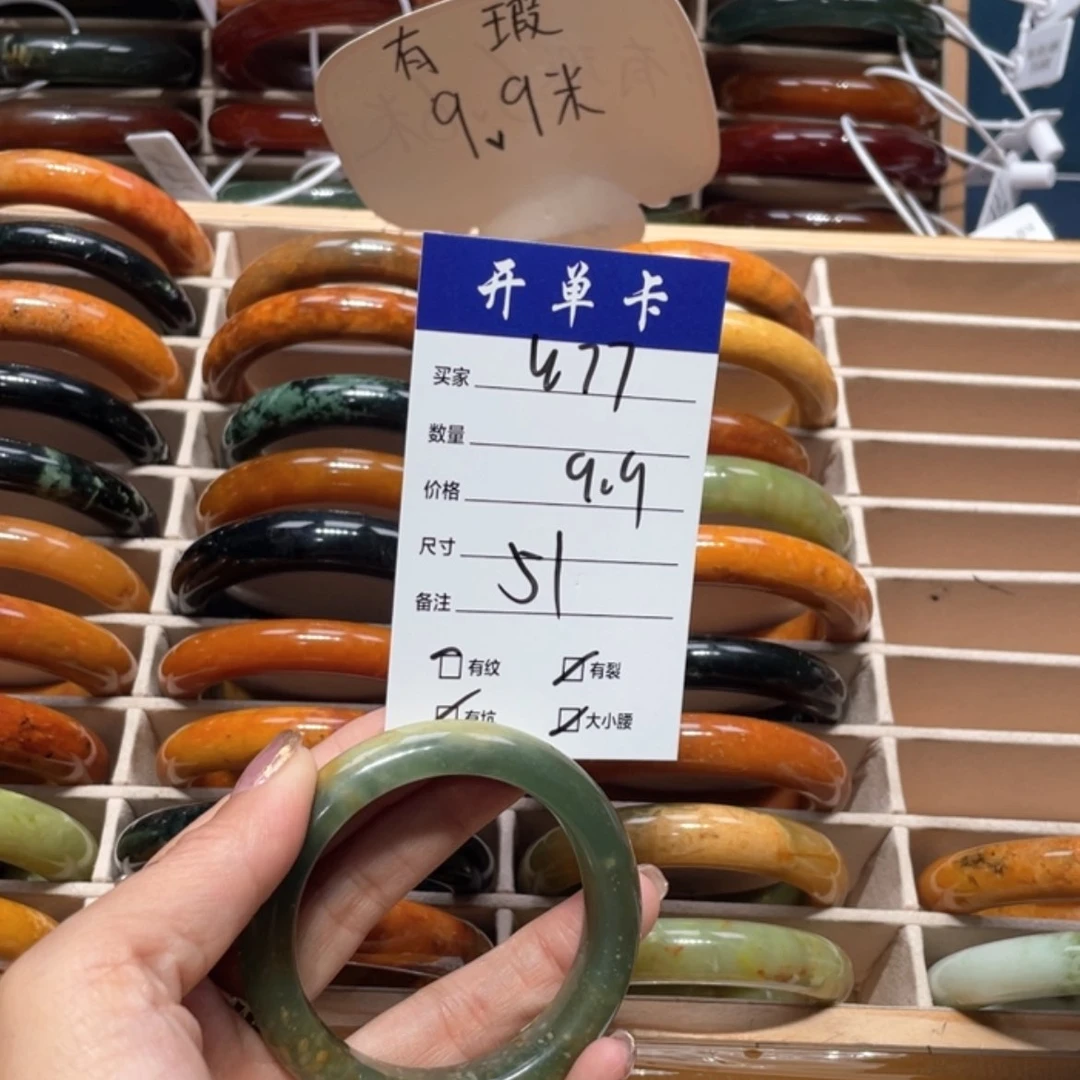 有瑕
9.9米
开单卡
买家 477
数量
价格 9.9
尺寸 51
备注
有纹 有裂
有坑 大小腰